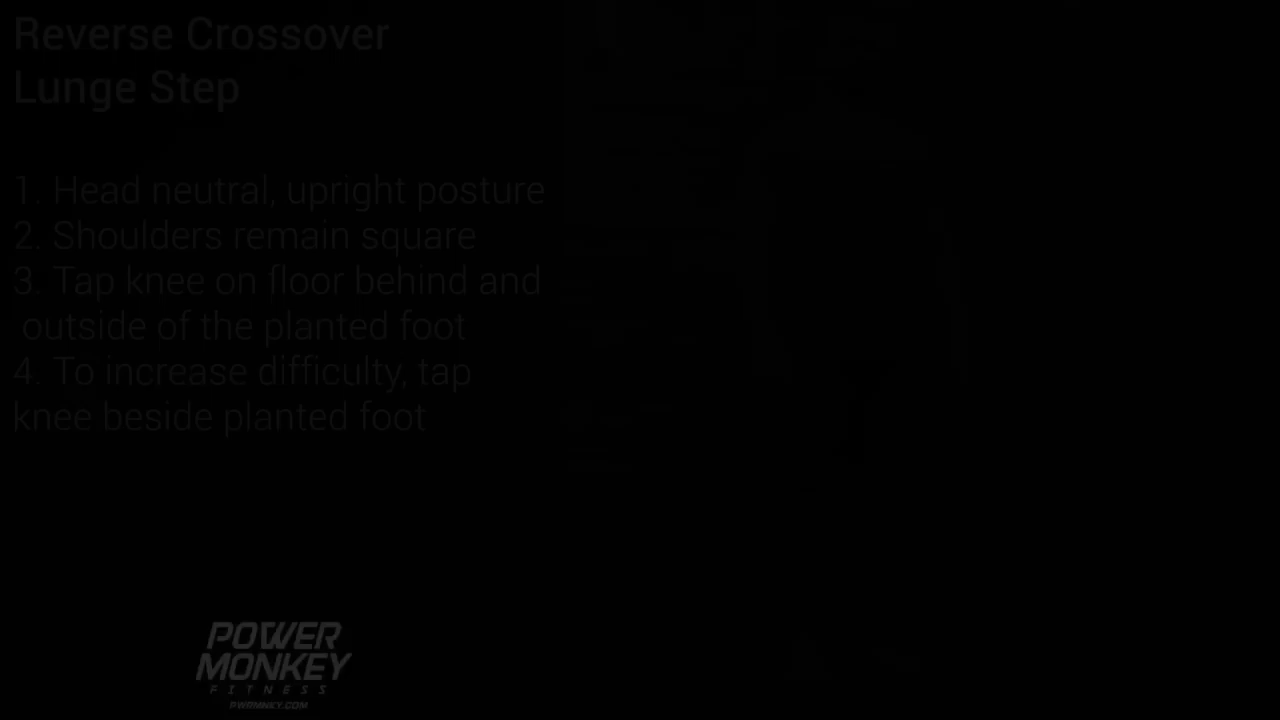 Reverse Crossover
Lunge Step
1. Head neutral, upright posture
2. Shoulders remain square
3. Tap knee on floor behind and
outside of the planted foot
4. To increase difficulty, tap
knee beside planted foot
POWER
MONKEY
FITNESS
PWRMNKY.COM